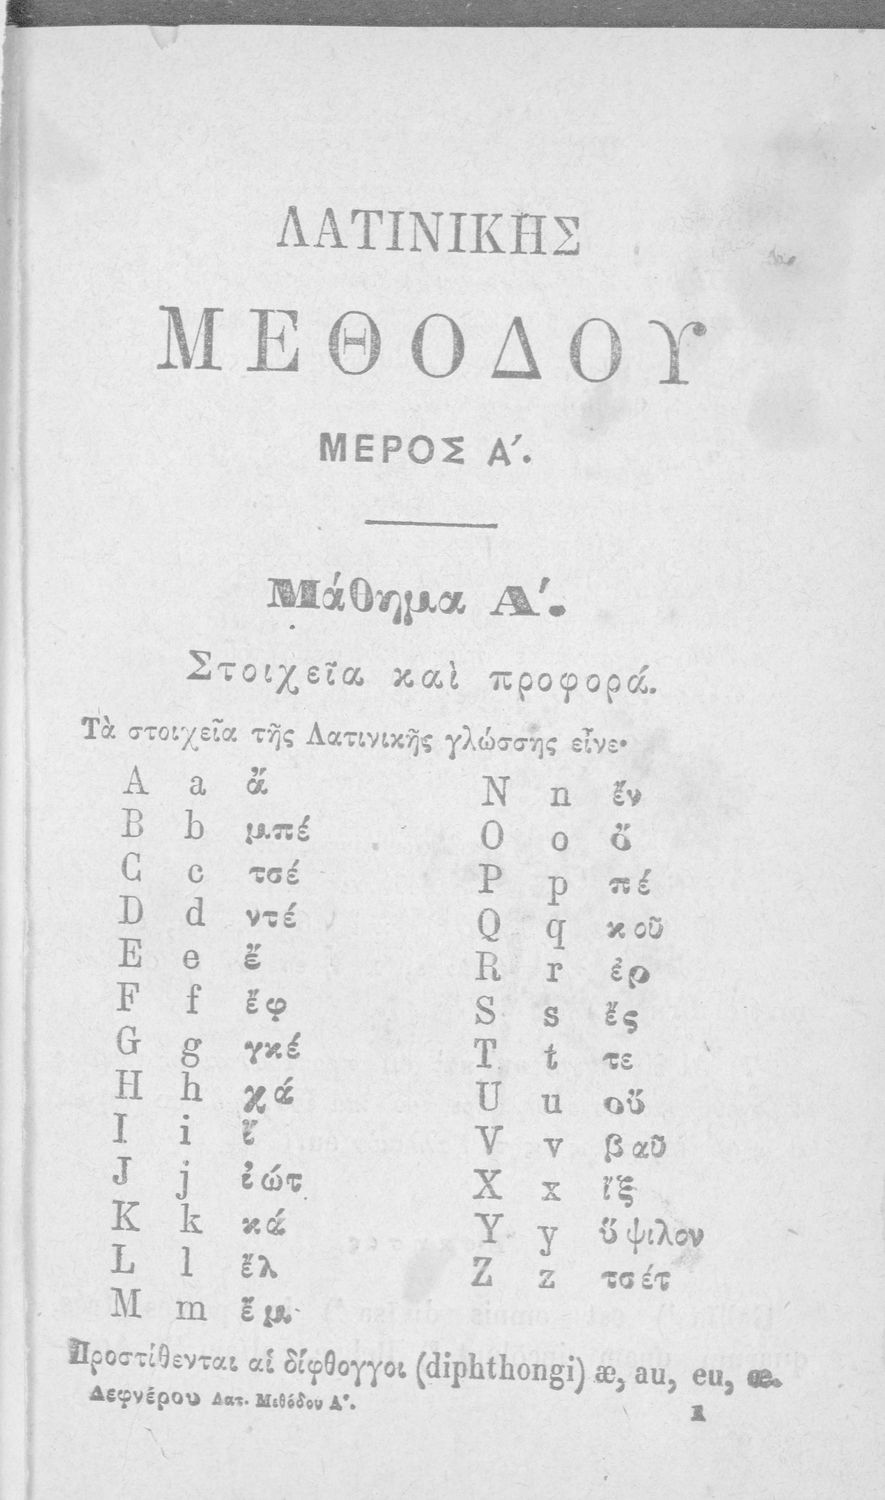 ΛΑΤΙΝΙΚΗΣ
ΜΕΘΟΔΟΥ
ΜΕΡΟΣ Α΄.
Μάθημα Α΄.
Στοιχεῖα καὶ προφορά.
Τὰ στοιχεῖα τῆς Λατινικῆς γλώσσης εἶνε·
A a ἄ
B b μπέ
C c τσέ
D d ντέ
E e ἔ
F f ἔφ
G g γκέ
H h χά
I i ἴ
J j ἰώτ
K k κά
L l ἔλ
M m ἔμ
N n ἔν
O o ὄ
P p πέ
Q q κοῦ
R r ἐρ
S s ἔς
T t τε
U u οὔ
V v βαῦ
X x ἴξ
Y y ὔψιλον
Z z τσέτ
Προστίθενται αἱ δίφθογγοι (diphthongi) æ, au, eu, œ.
Δεφνέρου Λατ. Μεθόδου Α΄. 1